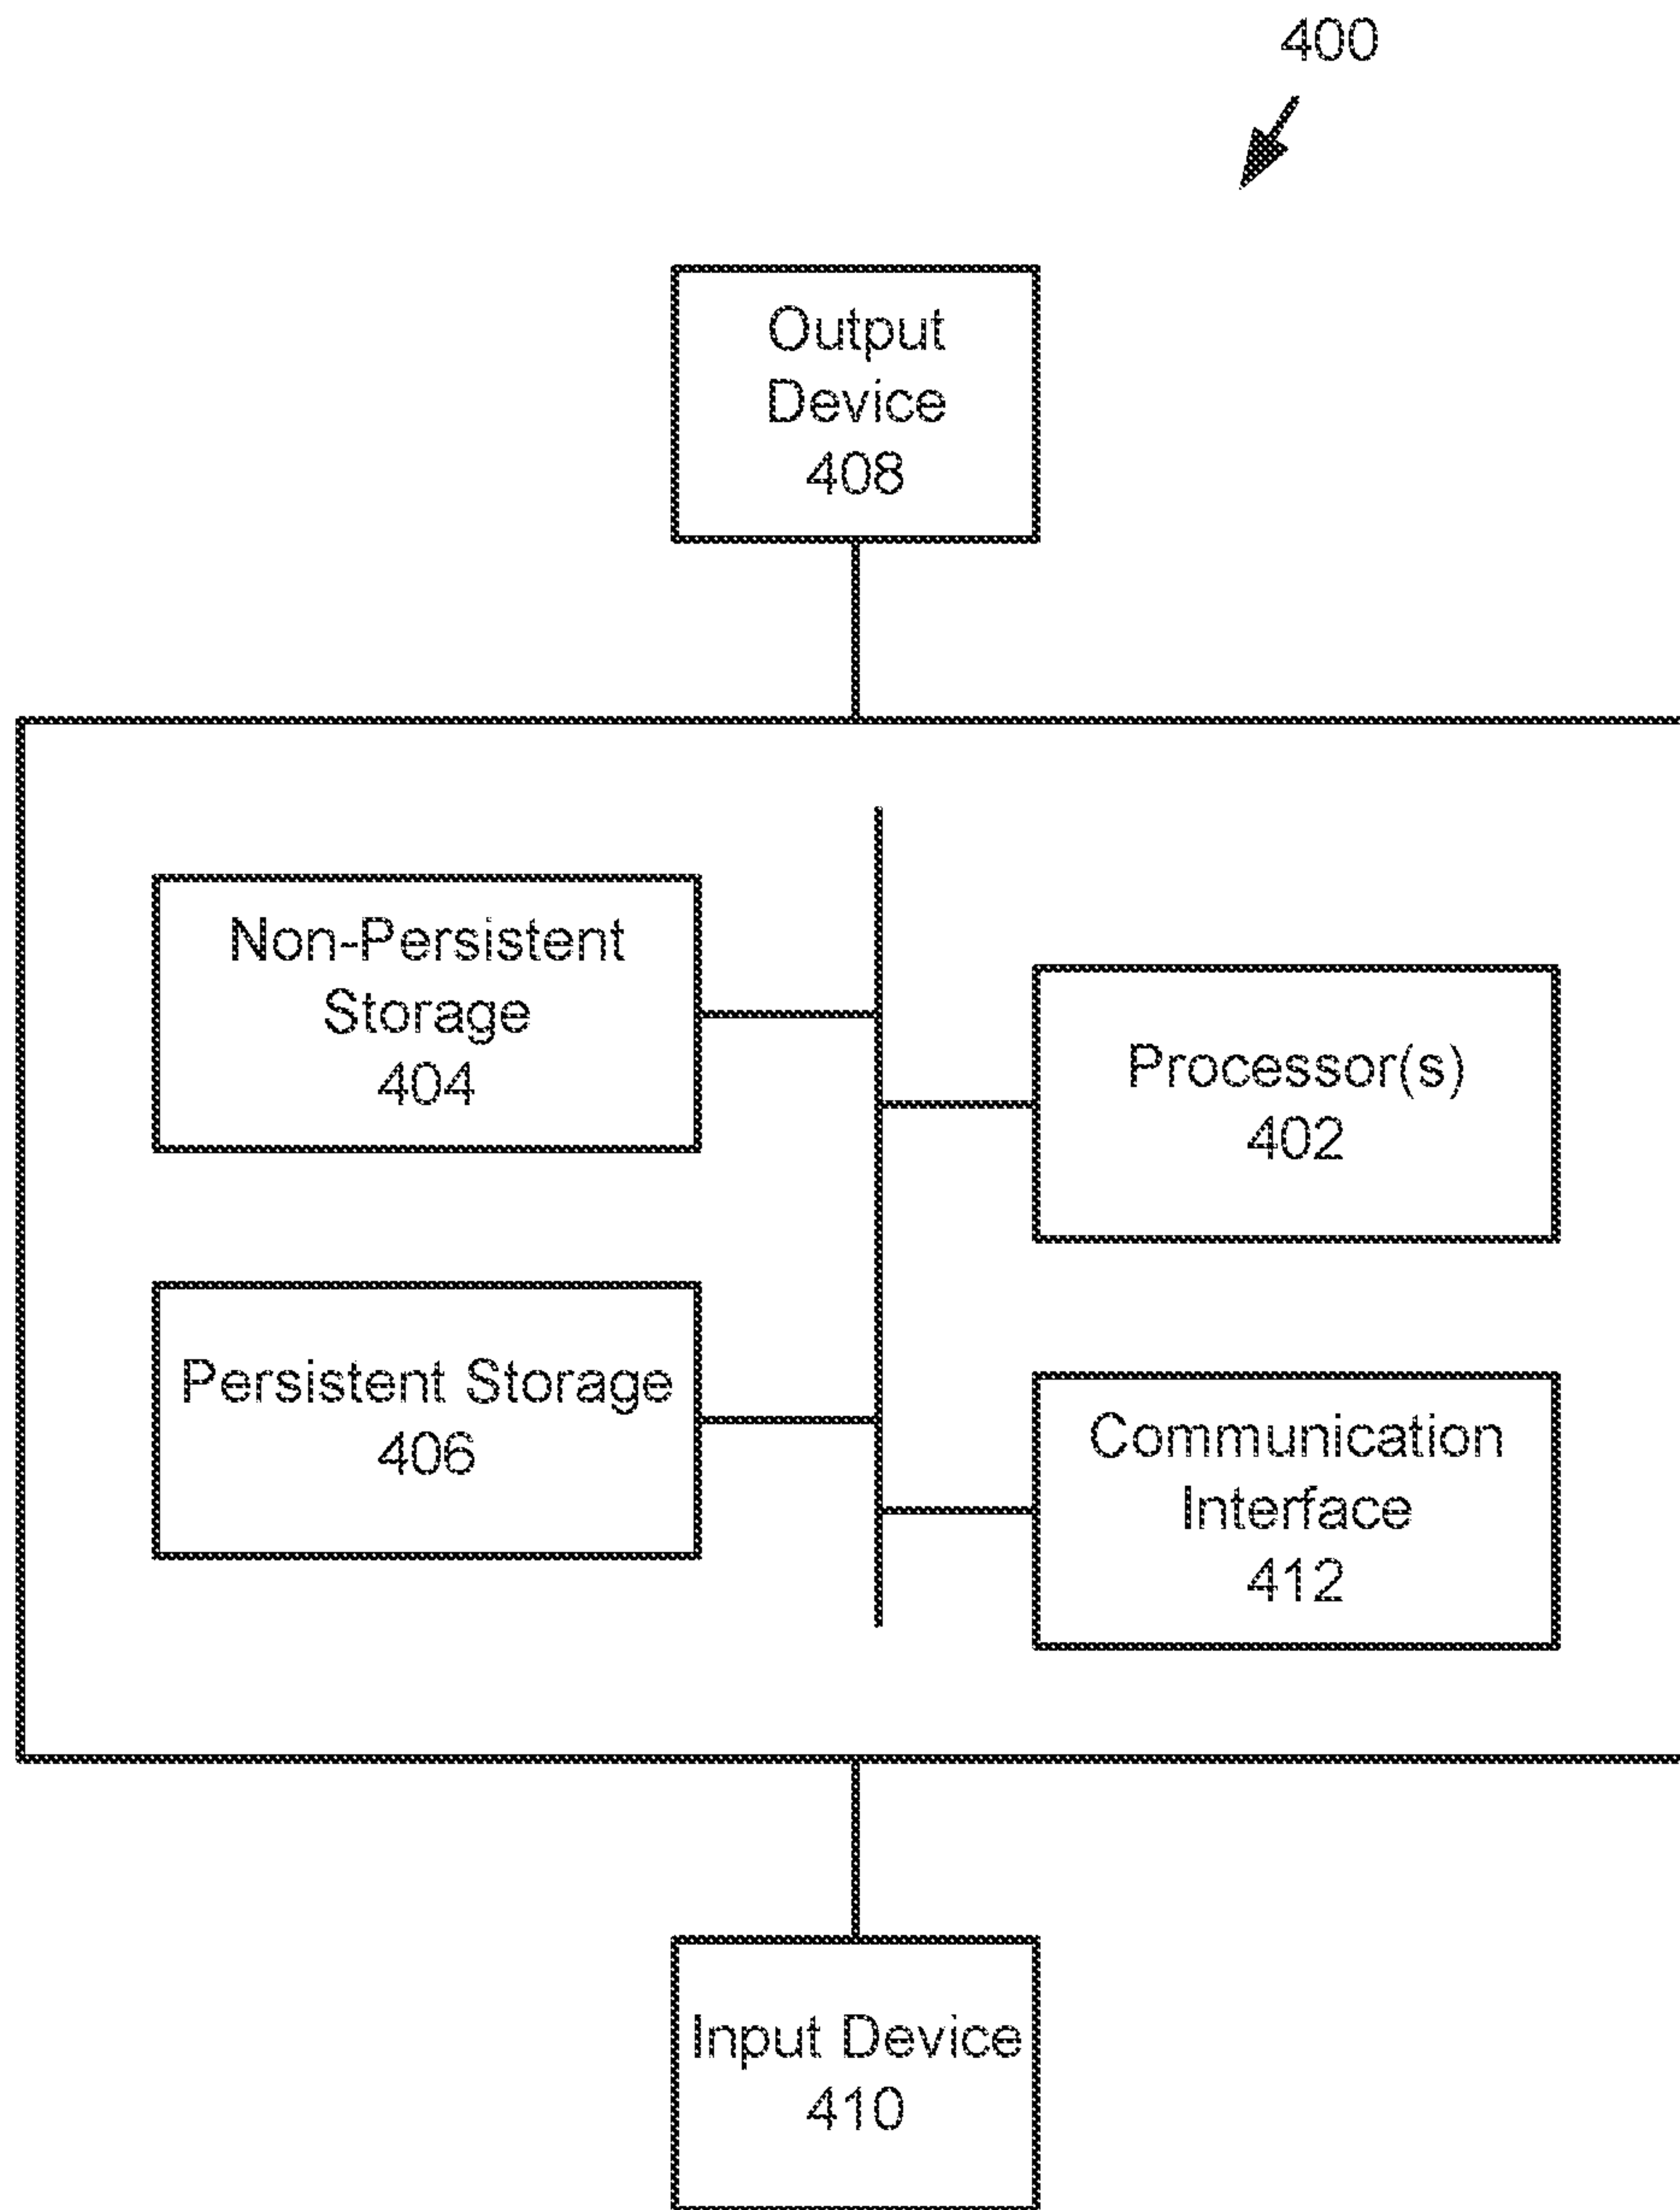 400
Output
Device
408
Non-Persistent
Storage
404
Processor(s)
402
Persistent Storage
406
Communication
Interface
412
Input Device
410